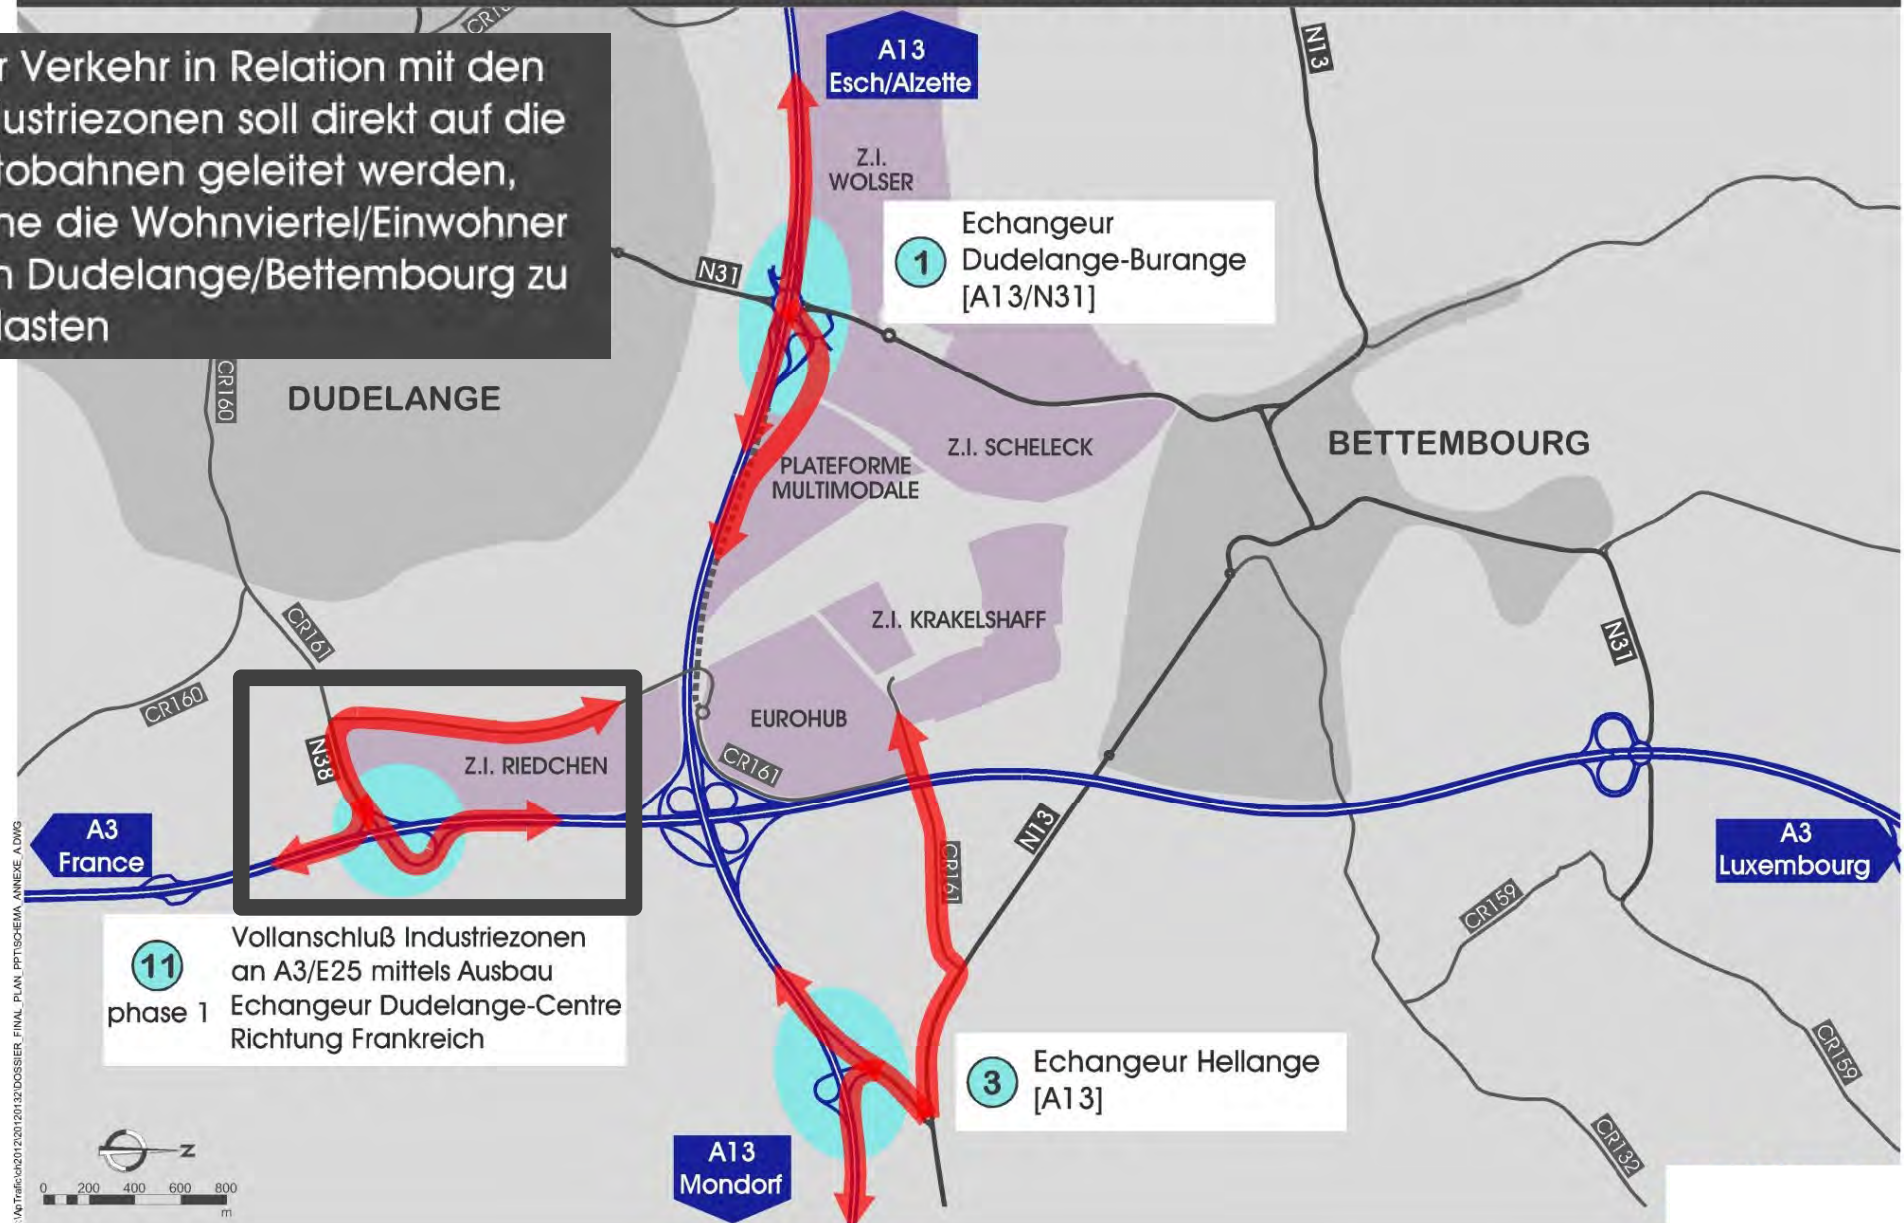 r Verkehr in Relation mit den
ustriezonen soll direkt auf die
tobahnen geleitet werden,
ne die Wohnviertel/Einwohner
n Dudelange/Bettembourg zu
lasten
A13
Esch/Alzette
N13
Z.I.
WOLSER
1
Echangeur
Dudelange-Burange
[A13/N31]
N31
CR160
DUDELANGE
Z.I. SCHELECK
BETTEMBOURG
PLATEFORME
MULTIMODALE
Z.I. KRAKELSHAFF
CR161
N31
CR160
EUROHUB
N38
Z.I. RIEDCHEN
CR161
A3
France
N13
CR161
A3
Luxembourg
CR159
11
phase 1
Vollanschluß Industriezonen
an A3/E25 mittels Ausbau
Echangeur Dudelange-Centre
Richtung Frankreich
3
Echangeur Hellange
[A13]
CR159
CR132
A13
Mondorf
Z
0 200 400 600 800
m